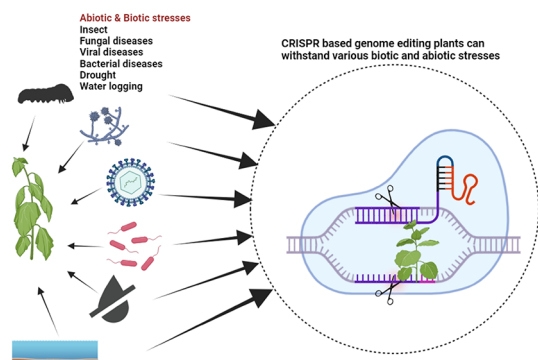 Abiotic & Biotic stresses
Insect
Fungal diseases
Viral diseases
Bacterial diseases
Drought
Water logging
CRISPR based genome editing plants can
withstand various biotic and abiotic stresses